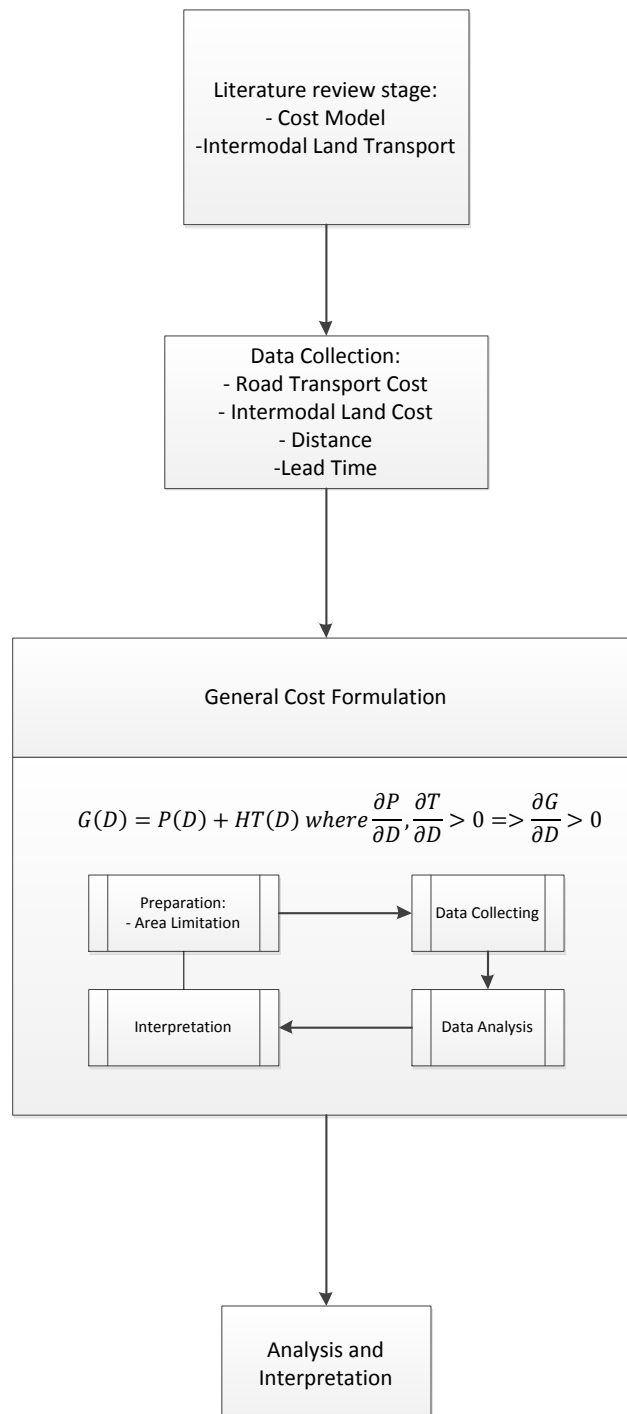 Literature review stage:
- Cost Model
-Intermodal Land Transport
Data Collection:
- Road Transport Cost
- Intermodal Land Cost
- Distance
-Lead Time
General Cost Formulation
G(D) = P(D) + HT(D) where ∂P/∂D, ∂T/∂D > 0 => ∂G/∂D > 0
Preparation:
- Area Limitation
Data Collecting
Interpretation
Data Analysis
Analysis and
Interpretation